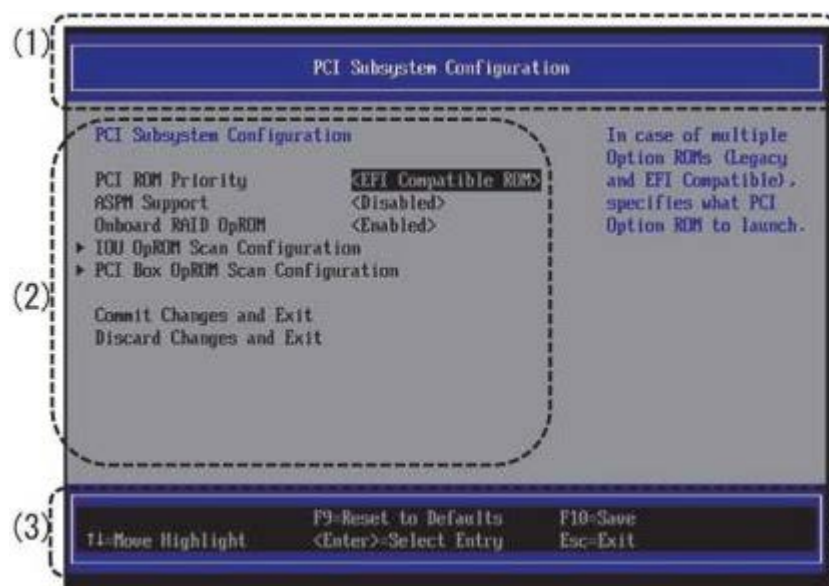 (1)
PCI Subsystem Configuration
PCI Subsystem Configuration
PCI ROM Priority <EFI Compatible ROM>
ASPM Support <Disabled>
Onboard RAID OpROM <Enabled>
▶ IOU OpROM Scan Configuration
▶ PCI Box OpROM Scan Configuration
Commit Changes and Exit
Discard Changes and Exit
In case of multiple
Option ROMs (Legacy
and EFI Compatible),
specifies what PCI
Option ROM to launch.
(2)
(3)
F9=Reset to Defaults F10=Save
↑↓=Move Highlight <Enter>=Select Entry Esc=Exit